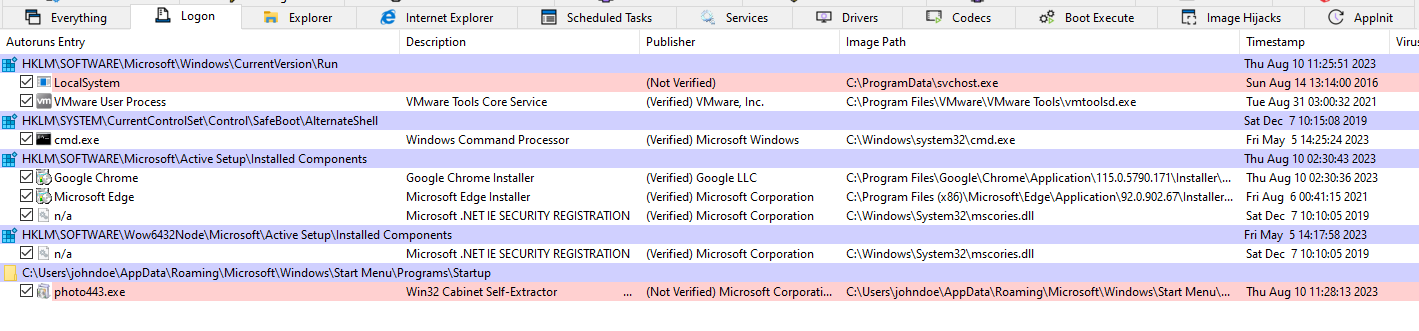 Everything Logon Explorer Internet Explorer Scheduled Tasks Services Drivers Codecs Boot Execute Image Hijacks AppInit
Autoruns Entry Description Publisher Image Path Timestamp Virus
HKLM\SOFTWARE\Microsoft\Windows\CurrentVersion\Run Thu Aug 10 11:25:51 2023
LocalSystem (Not Verified) C:\ProgramData\svchost.exe Sun Aug 14 13:14:00 2016
VMware User Process VMware Tools Core Service (Verified) VMware, Inc. C:\Program Files\VMware\VMware Tools\vmtoolsd.exe Tue Aug 31 03:00:32 2021
HKLM\SYSTEM\CurrentControlSet\Control\SafeBoot\AlternateShell Sat Dec 7 10:15:08 2019
cmd.exe Windows Command Processor (Verified) Microsoft Windows C:\Windows\system32\cmd.exe Fri May 5 14:25:24 2023
HKLM\SOFTWARE\Microsoft\Active Setup\Installed Components Thu Aug 10 02:30:43 2023
Google Chrome Google Chrome Installer (Verified) Google LLC C:\Program Files\Google\Chrome\Application\115.0.5790.171\Installer\... Thu Aug 10 02:30:36 2023
Microsoft Edge Microsoft Edge Installer (Verified) Microsoft Corporation C:\Program Files (x86)\Microsoft\Edge\Application\92.0.902.67\Installer... Fri Aug 6 00:41:15 2021
n/a Microsoft .NET IE SECURITY REGISTRATION (Verified) Microsoft Corporation C:\Windows\System32\mscories.dll Sat Dec 7 10:10:05 2019
HKLM\SOFTWARE\Wow6432Node\Microsoft\Active Setup\Installed Components Fri May 5 14:17:58 2023
n/a Microsoft .NET IE SECURITY REGISTRATION (Verified) Microsoft Corporation C:\Windows\System32\mscories.dll Sat Dec 7 10:10:05 2019
C:\Users\johndoe\AppData\Roaming\Microsoft\Windows\Start Menu\Programs\Startup
photo443.exe Win32 Cabinet Self-Extractor ... (Not Verified) Microsoft Corporati... C:\Users\johndoe\AppData\Roaming\Microsoft\Windows\Start Menu\... Thu Aug 10 11:28:13 2023